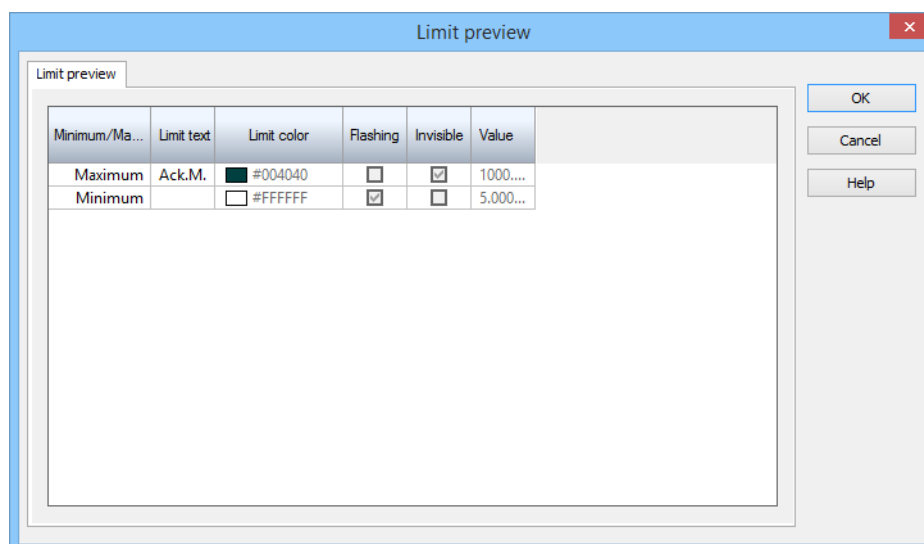 Limit preview
Limit preview
OK
Cancel
Help
Minimum/Ma... Limit text Limit color Flashing Invisible Value
Maximum Ack.M. #004040 1000....
Minimum #FFFFFF 5.000...